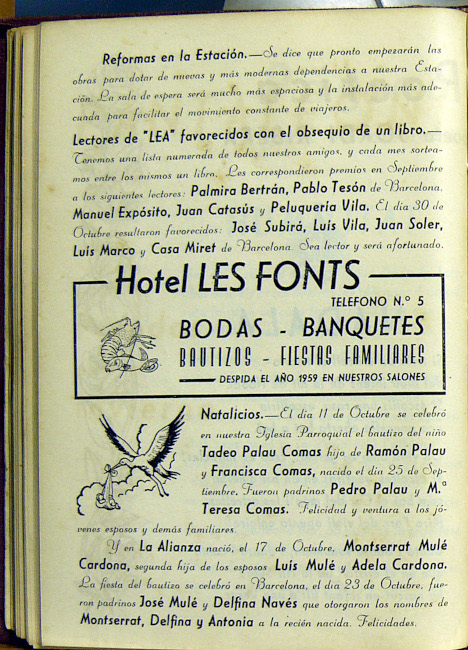 Reformas en la Estación.—Se dice que pronto empezarán las
obras para dotar de nuevas y más modernas dependencias a nuestra Esta-
ción. La sala de espera será mucho más espaciosa y la instalación más ade-
cuada para facilitar el movimiento constante de viajeros.
Lectores de "LEA" favorecidos con el obsequio de un libro.—
Tenemos una lista numerada de todos nuestros amigos, y cada mes sortea-
mos entre los mismos un libro. Les correspondieron premios en Septiembre
a los siguientes lectores: Palmira Bertrán, Pablo Tesón de Barcelona,
Manuel Expósito, Juan Catasús y Peluquería Vila. El dia 30 de
Octubre resultaron favorecidos: José Subirá, Luis Vila, Juan Soler,
Luis Marco y Casa Miret de Barcelona. Sea lector y será afortunado.
Hotel LES FONTS
TELEFONO N.º 5
BODAS - BANQUETES
BAUTIZOS - FIESTAS FAMILIARES
DESPIDA EL AÑO 1959 EN NUESTROS SALONES
Natalicios.—El dia 11 de Octubre se celebró
en nuestra Iglesia Parroquial el bautizo del niño
Tadeo Palau Comas hijo de Ramón Palau
y Francisca Comas, nacido el dia 25 de Sep-
tiembre. Fueron padrinos Pedro Palau y M.ª
Teresa Comas. Felicidad y ventura a los jó-
venes esposos y demás familiares.
Y en La Alianza nació, el 17 de Octubre, Montserrat Mulé
Cardona, segunda hija de los esposos Luis Mulé y Adela Cardona.
La fiesta del bautizo se celebró en Barcelona, el dia 23 de Octubre, fue-
ron padrinos José Mulé y Delfina Navés que otorgaron los nombres de
Montserrat, Delfina y Antonia a la recién nacida. Felicidades.